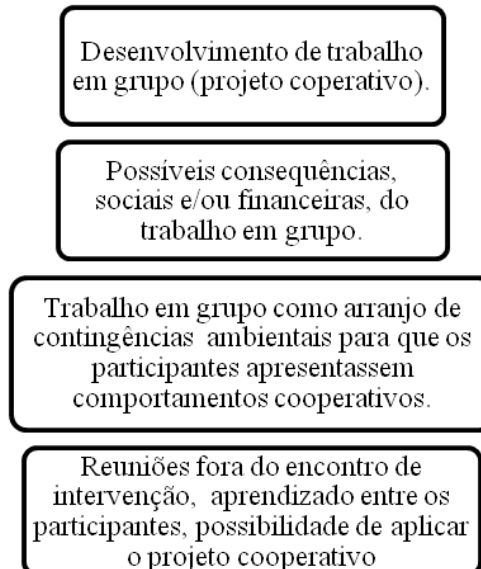 Desenvolvimento de trabalho
em grupo (projeto coperativo).
Possíveis consequências,
sociais e/ou financeiras, do
trabalho em grupo.
Trabalho em grupo como arranjo de
contingências ambientais para que os
participantes apresentassem
comportamentos cooperativos.
Reuniões fora do encontro de
intervenção, aprendizado entre os
participantes, possibilidade de aplicar
o projeto cooperativo